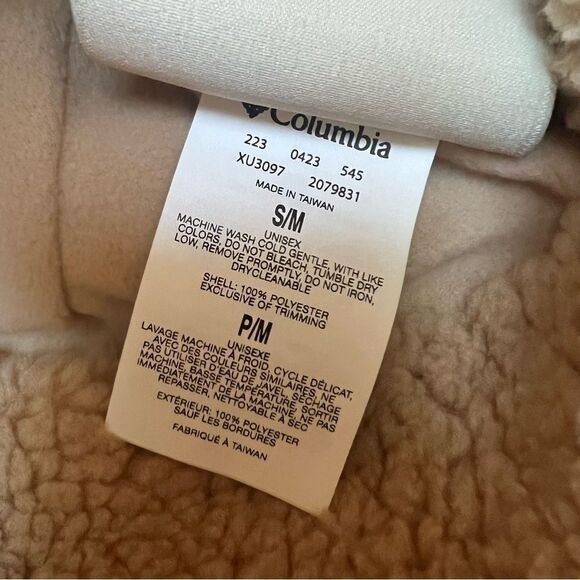 Columbia
223 0423 545
XU3097 2079831
MADE IN TAIWAN
S/M
UNISEX
MACHINE WASH COLD GENTLE, WITH LIKE
COLORS, DO NOT BLEACH, TUMBLE DRY
LOW, REMOVE PROMPTLY, DO NOT IRON,
DRYCLEANABLE
SHELL: 100% POLYESTER
EXCLUSIVE OF TRIMMING
P/M
UNISEXE
LAVAGE MACHINE À FROID, CYCLE DÉLICAT,
AVEC DES COULEURS SIMILAIRES, NE
PAS UTILISER D'EAU DE JAVEL, SÉCHAGE
MACHINE, BASSE TEMPÉRATURE, SORTIR
IMMÉDIATEMENT DE LA MACHINE, NE PAS
REPASSER, NETTOYABLE À SEC
EXTÉRIEUR: 100% POLYESTER
SAUF LES BORDURES
FABRIQUÉ À TAIWAN